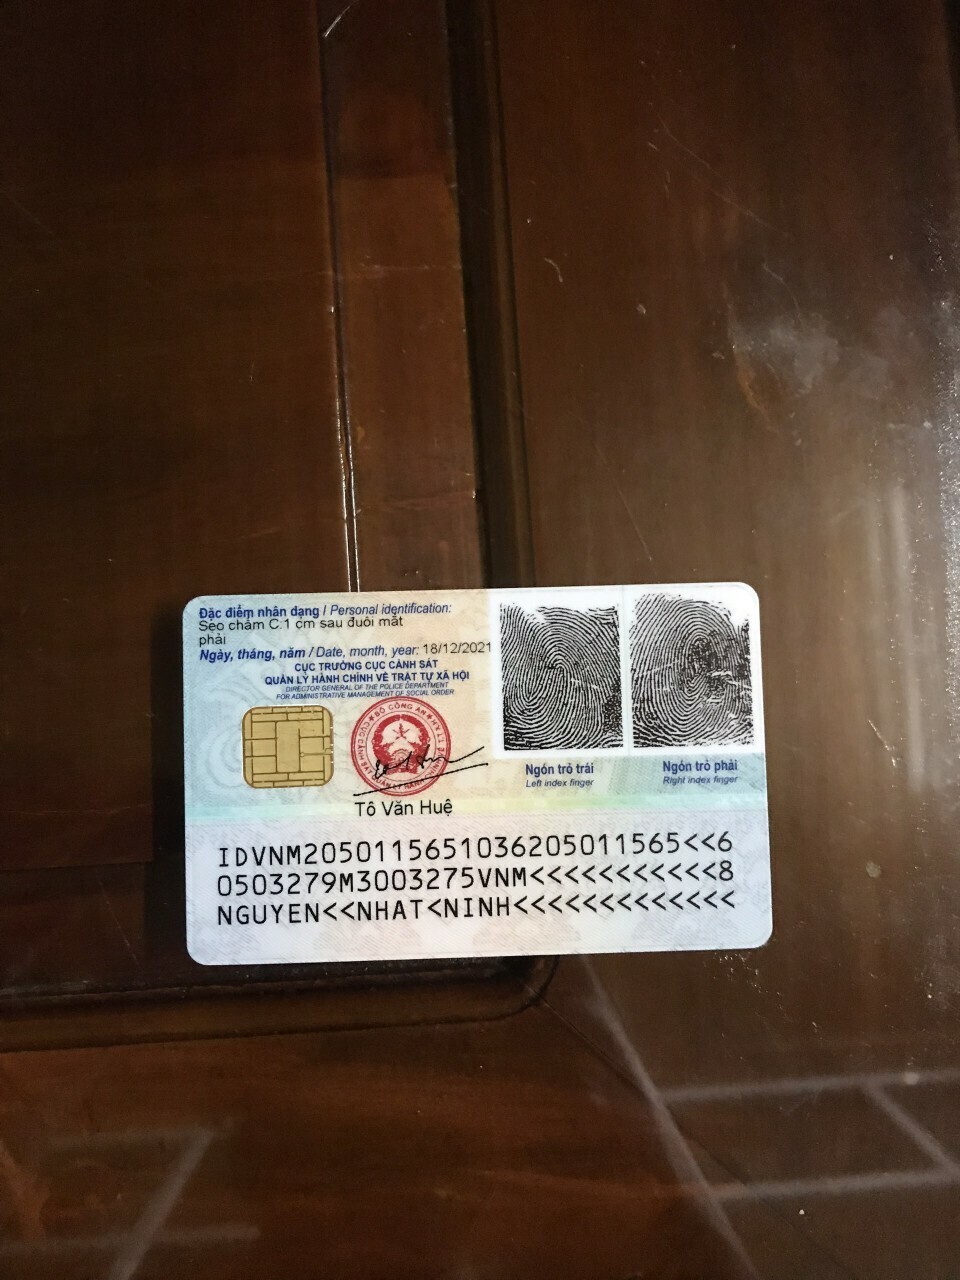 Đặc điểm nhân dạng / Personal identification:
Sẹo chấm C.1 cm sau đuôi mắt
phải
Ngày, tháng, năm / Date, month, year: 18/12/2021
CỤC TRƯỞNG CỤC CẢNH SÁT
QUẢN LÝ HÀNH CHÍNH VỀ TRẬT TỰ XÃ HỘI
DIRECTOR GENERAL OF THE POLICE DEPARTMENT
FOR ADMINISTRATIVE MANAGEMENT OF SOCIAL ORDER
BỘ CÔNG AN
Tô Văn Huệ
Ngón trỏ trái
Left index finger
Ngón trỏ phải
Right index finger
IDVNM2050115651036205011565<<6
0503279M3003275VNM<<<<<<<<<<<8
NGUYEN<<NHAT<NINH<<<<<<<<<<<<<